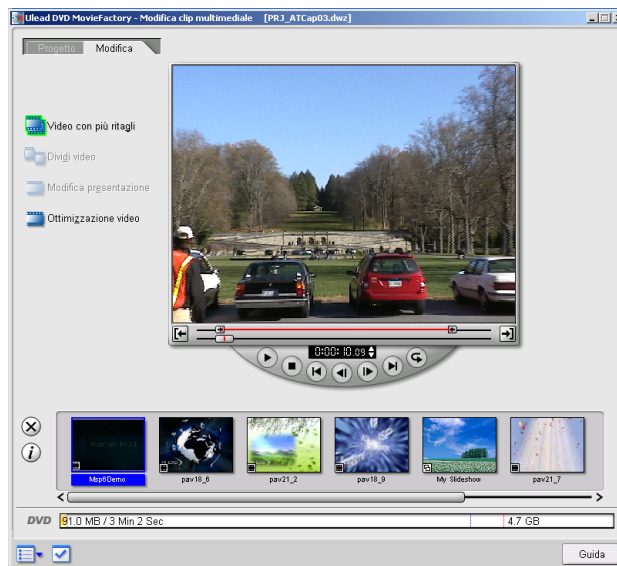 Ulead DVD MovieFactory - Modifica clip multimediale [PRJ_ATCap03.dwz]
Progetto Modifica
Video con più ritagli
Dividi video
Modifica presentazione
Ottimizzazione video
0:00:10.09
Msp6Demo pav18_6 pav21_2 pav18_9 My Slideshow pav21_7
DVD 91.0 MB / 3 Min 2 Sec 4.7 GB
Guida